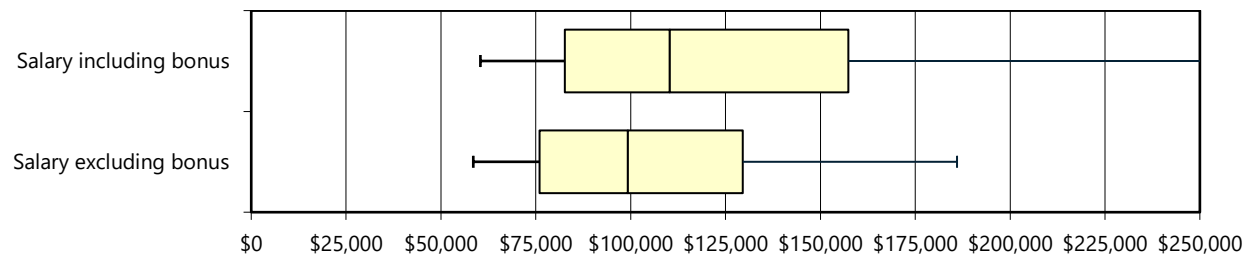 Salary including bonus
Salary excluding bonus
$0 $25,000 $50,000 $75,000 $100,000 $125,000 $150,000 $175,000 $200,000 $225,000 $250,000